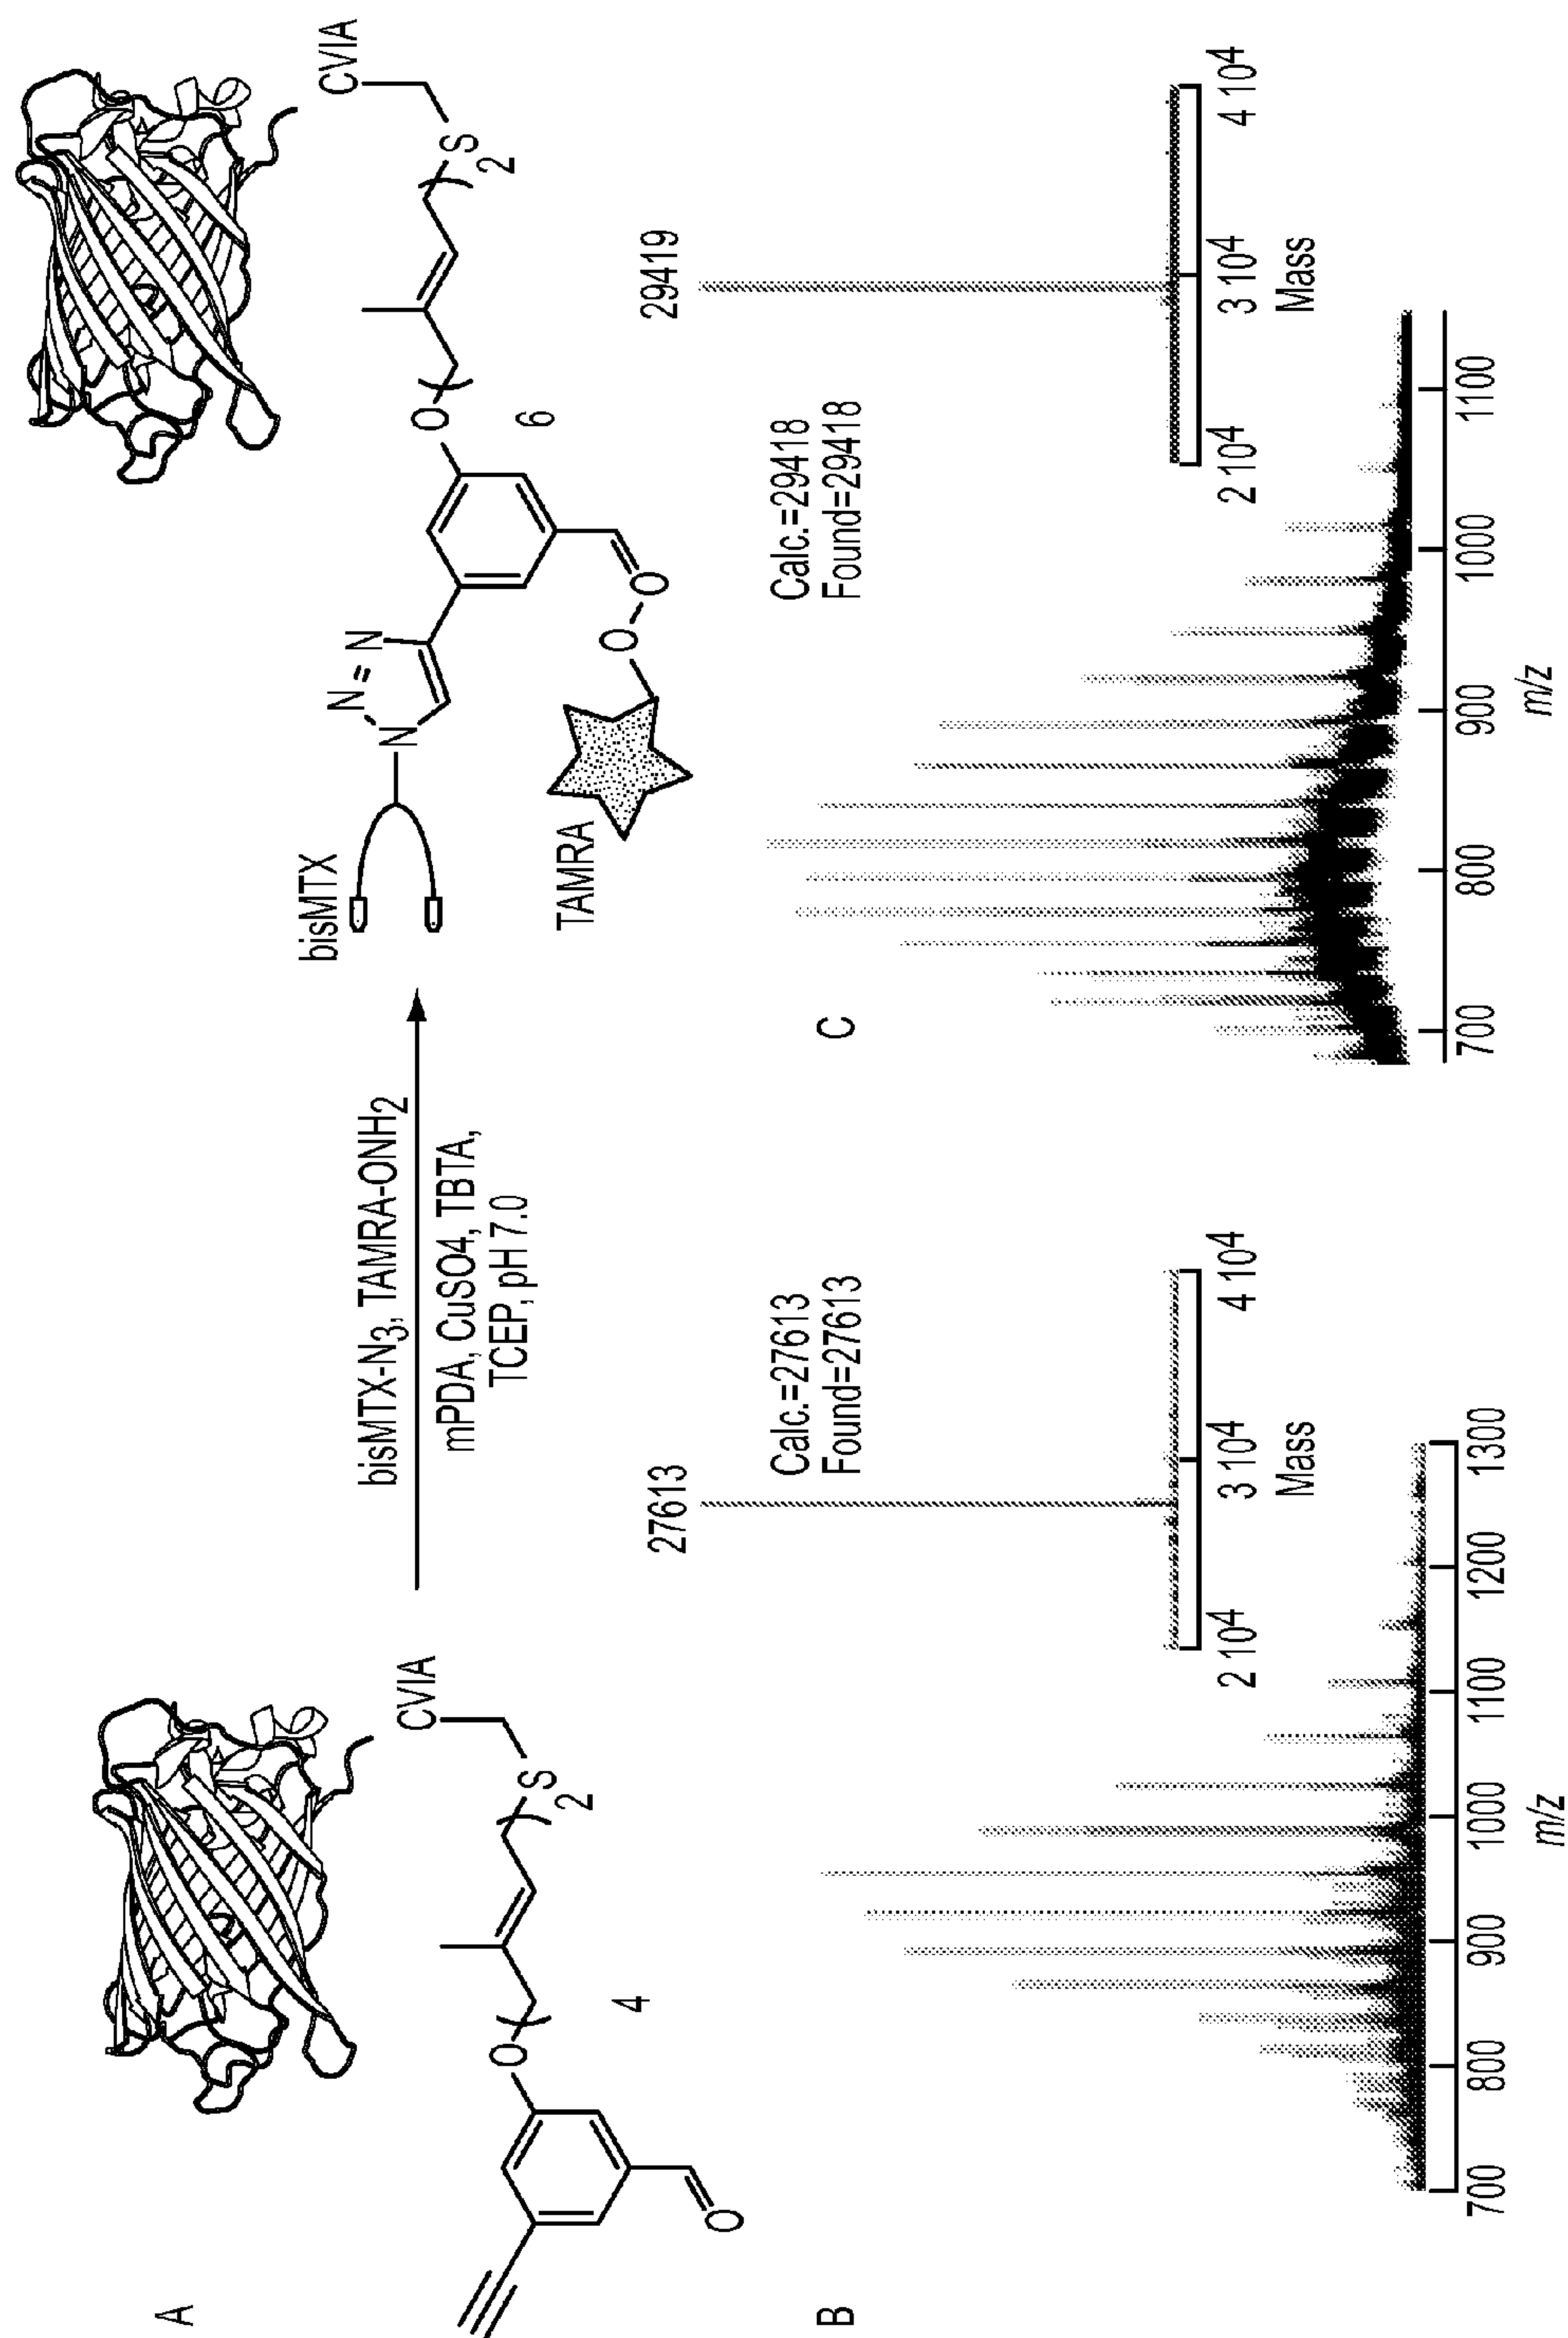 A
CVIA
S
2
O
4
O
bisMTX-N3, TAMRA-ONH2
mPDA, CuSO4, TBTA,
TCEP, pH 7.0
CVIA
S
2
O
6
bisMTX
N
N=N
O
O
TAMRA
B
27613
Calc.=27613
Found=27613
2 104
3 104
4 104
Mass
700
800
900
1000
1100
1200
1300
m/z
C
29419
Calc.=29418
Found=29418
2 104
3 104
4 104
Mass
700
800
900
1000
1100
m/z